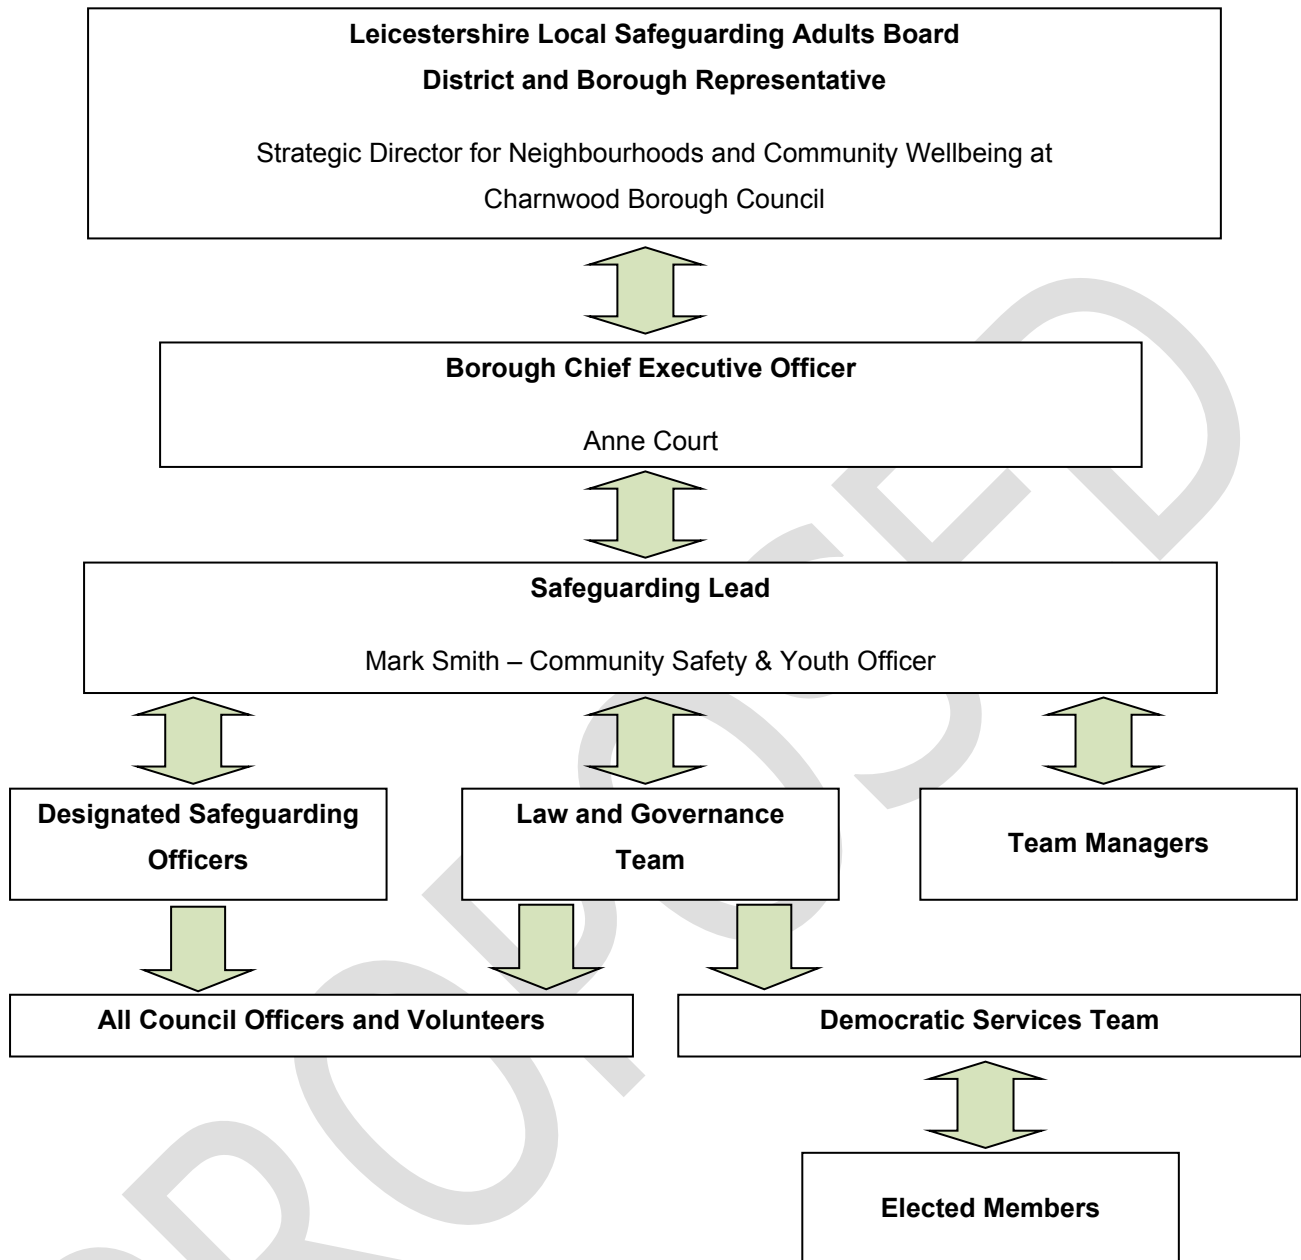 Leicestershire Local Safeguarding Adults Board
District and Borough Representative
Strategic Director for Neighbourhoods and Community Wellbeing at
Charnwood Borough Council
Borough Chief Executive Officer
Anne Court
Safeguarding Lead
Mark Smith – Community Safety & Youth Officer
Designated Safeguarding
Officers
Law and Governance
Team
Team Managers
All Council Officers and Volunteers
Democratic Services Team
Elected Members
PROPOSED